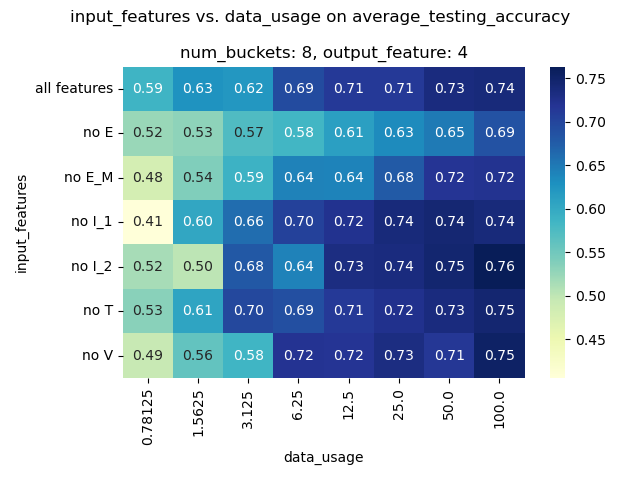 input_features vs. data_usage on average_testing_accuracy
num_buckets: 8, output_feature: 4
input_features
all features 0.59 0.63 0.62 0.69 0.71 0.71 0.73 0.74
no E 0.52 0.53 0.57 0.58 0.61 0.63 0.65 0.69
no E_M 0.48 0.54 0.59 0.64 0.64 0.68 0.72 0.72
no I_1 0.41 0.60 0.66 0.70 0.72 0.74 0.74 0.74
no I_2 0.52 0.50 0.68 0.64 0.73 0.74 0.75 0.76
no T 0.53 0.61 0.70 0.69 0.71 0.72 0.73 0.75
no V 0.49 0.56 0.58 0.72 0.72 0.73 0.71 0.75
0.78125 1.5625 3.125 6.25 12.5 25.0 50.0 100.0
data_usage
0.75
0.70
0.65
0.60
0.55
0.50
0.45